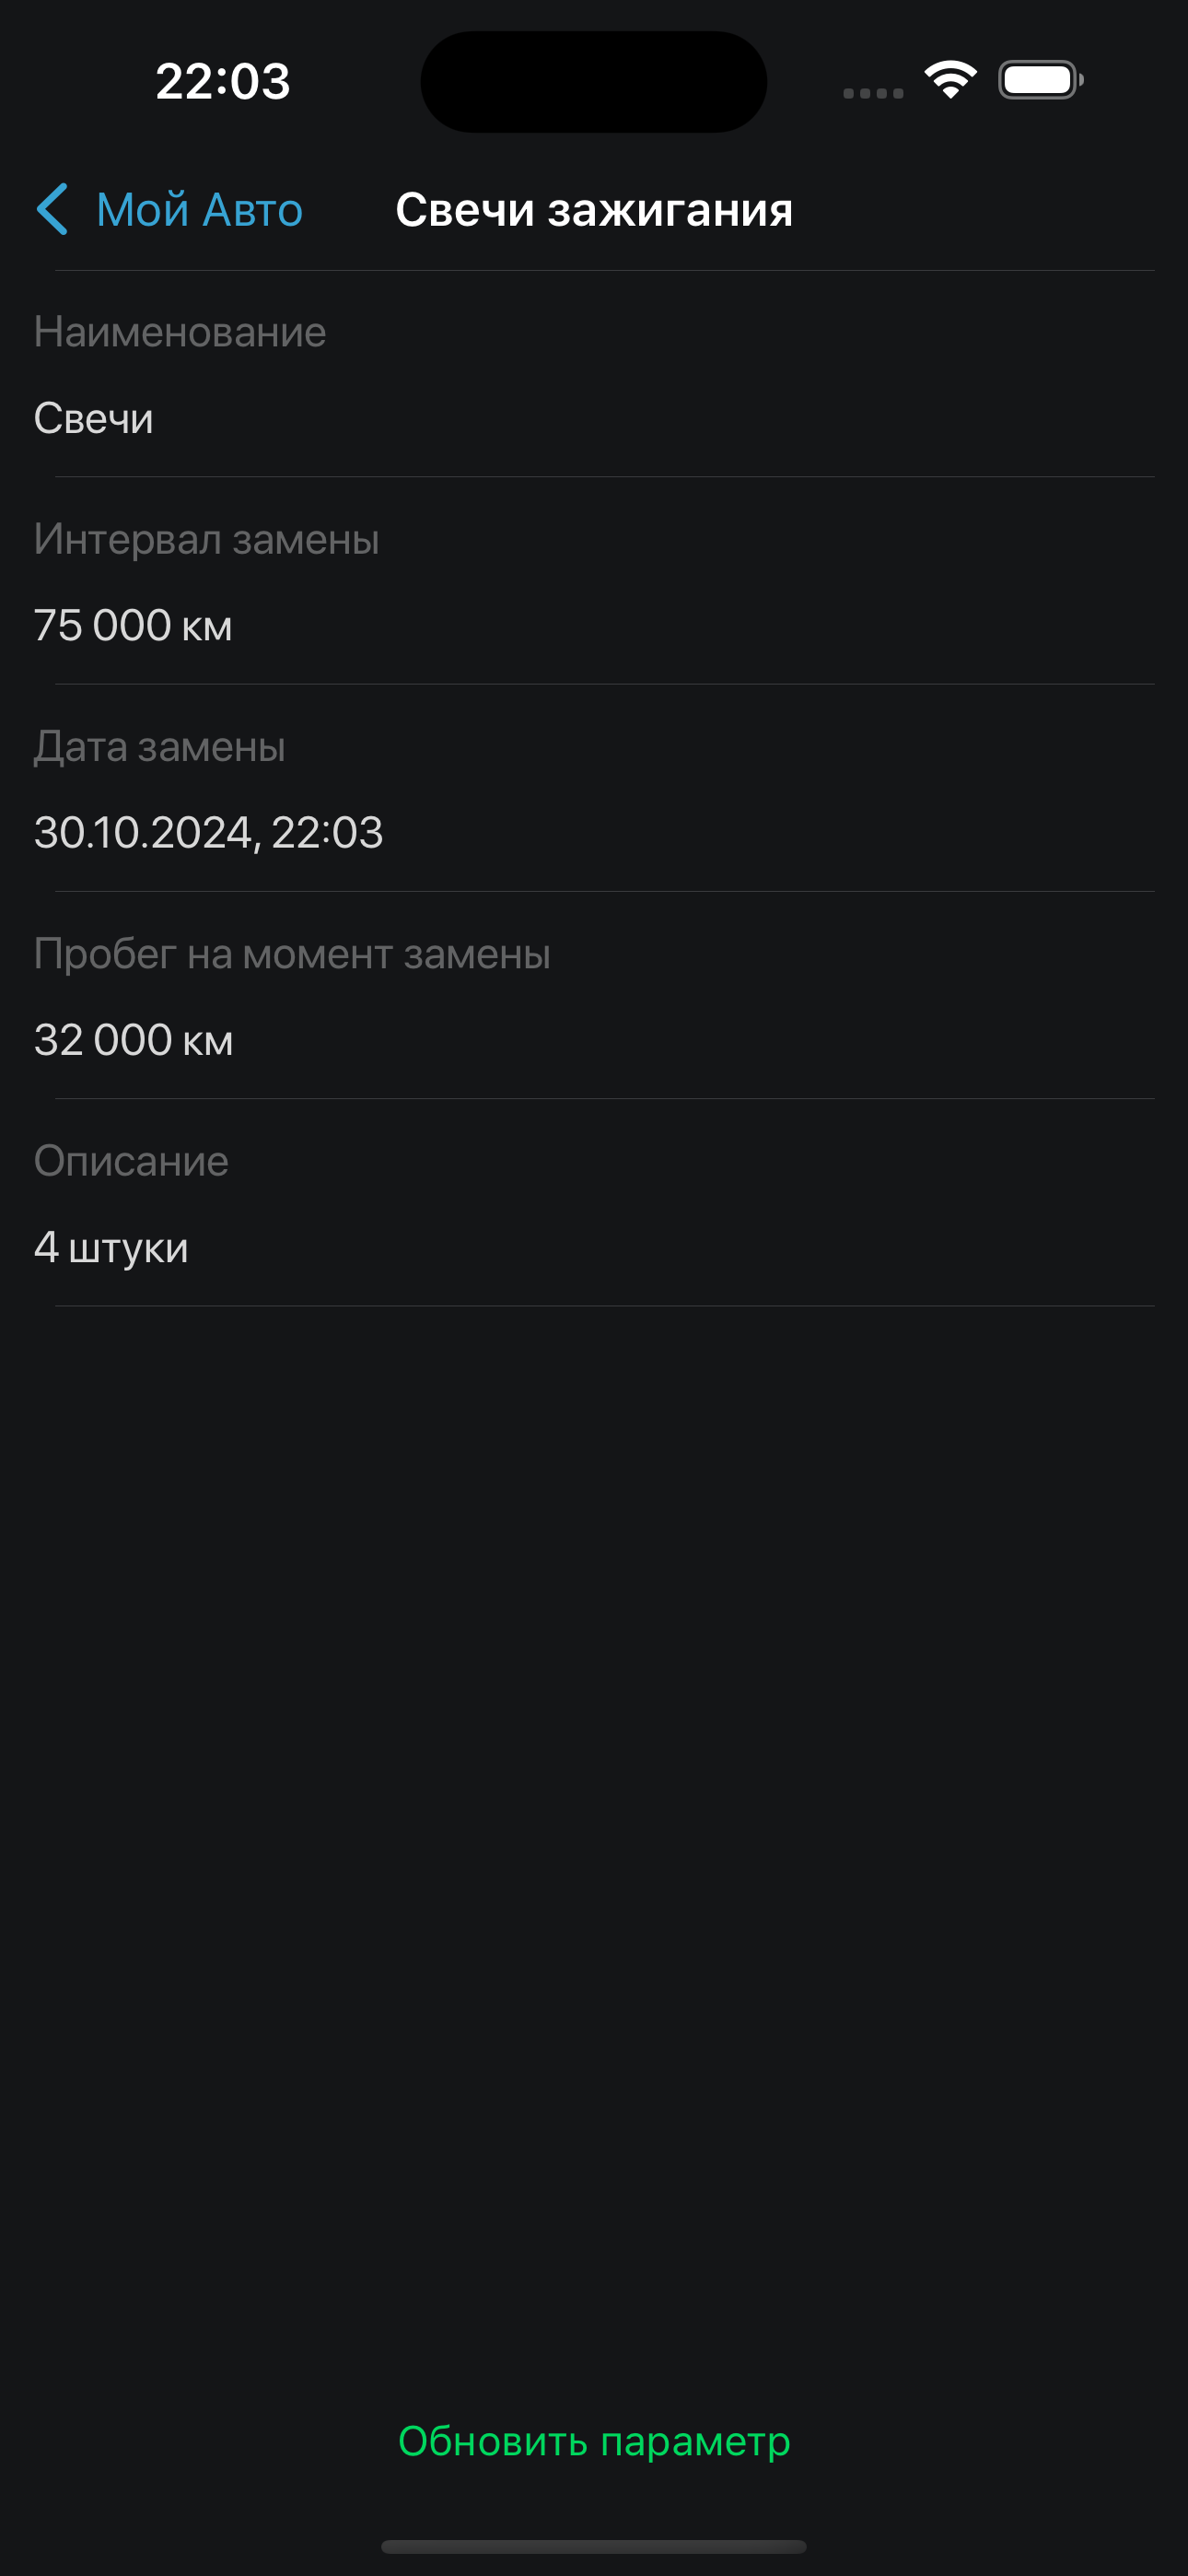 22:03
Мой Авто Свечи зажигания
Наименование
Свечи
Интервал замены
75 000 км
Дата замены
30.10.2024, 22:03
Пробег на момент замены
32 000 км
Описание
4 штуки
Обновить параметр